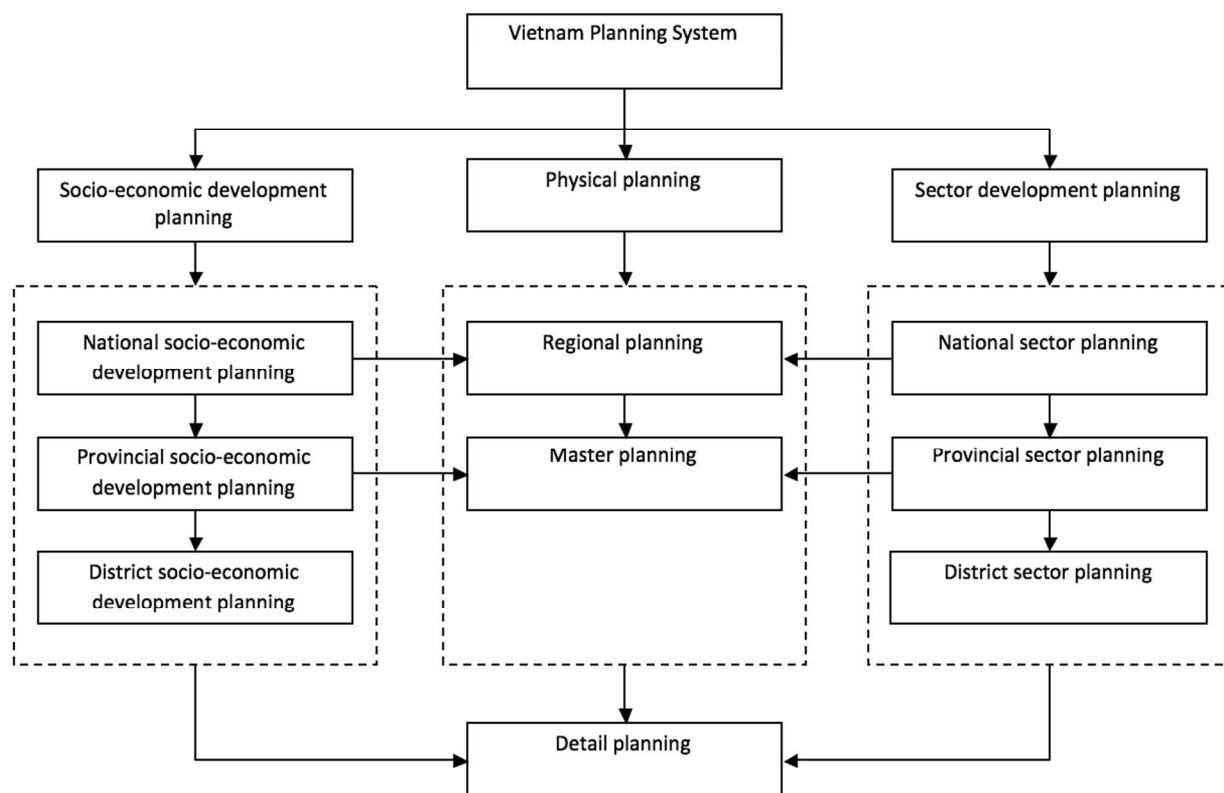 Vietnam Planning System
Socio-economic development
planning
Physical planning
Sector development planning
National socio-economic
development planning
Regional planning
National sector planning
Provincial socio-economic
development planning
Master planning
Provincial sector planning
District socio-economic
development planning
District sector planning
Detail planning